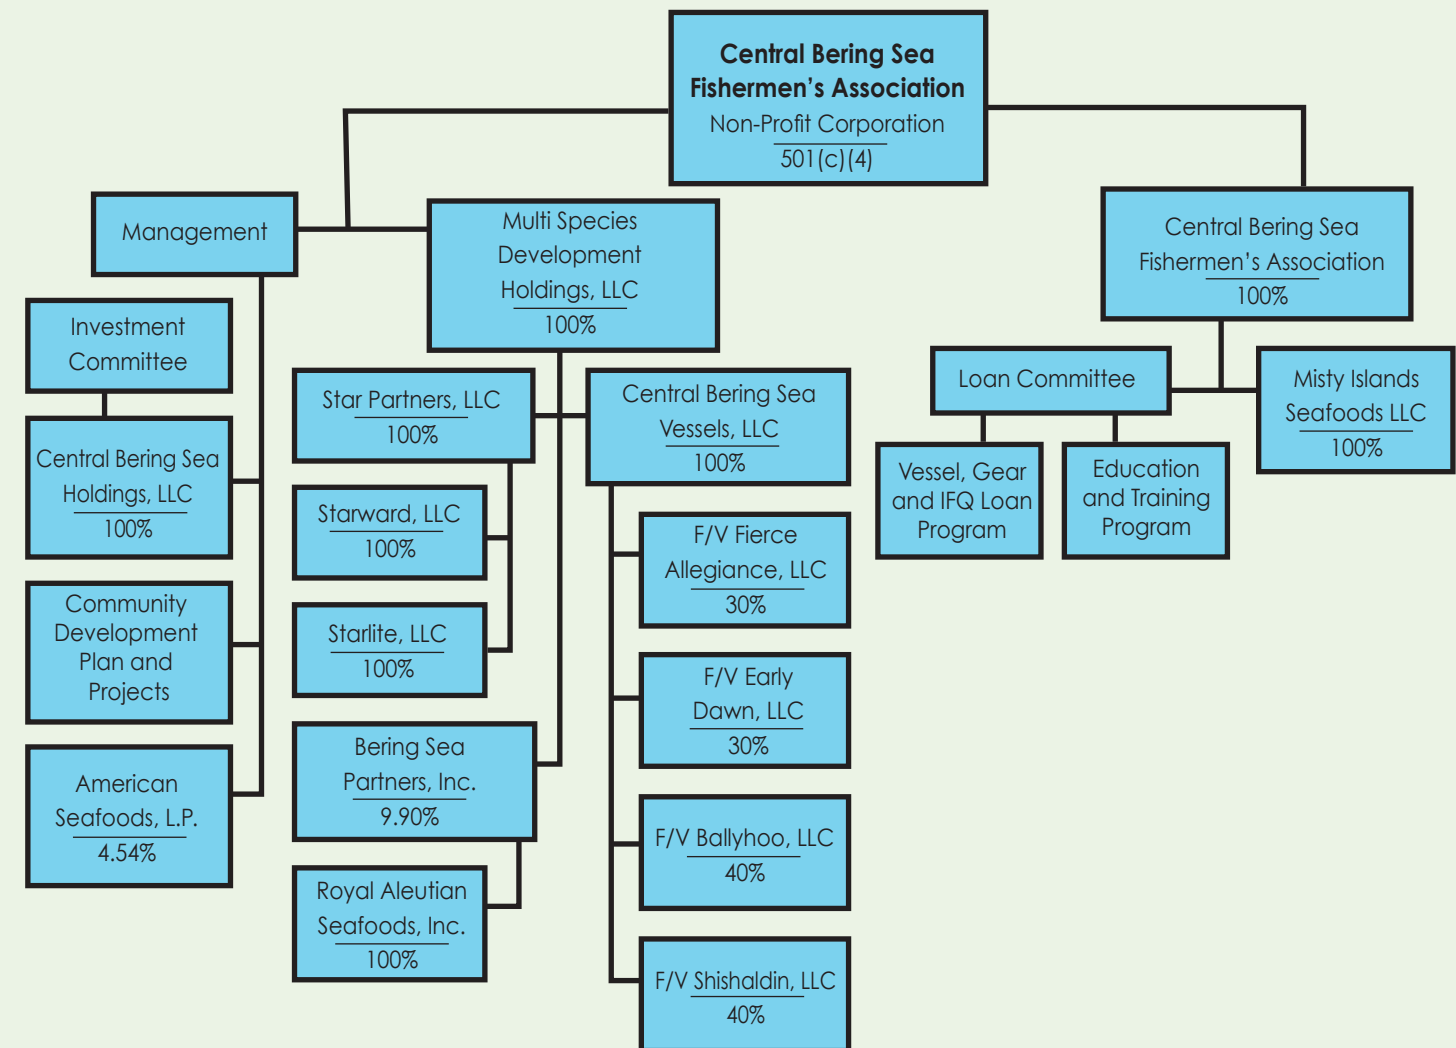 Central Bering Sea
Fishermen’s Association
Non-Profit Corporation
501(c)(4)
Management
Multi Species
Development
Holdings, LLC
100%
Central Bering Sea
Fishermen’s Association
100%
Investment
Committee
Central Bering Sea
Holdings, LLC
100%
Community
Development
Plan and
Projects
American
Seafoods, L.P.
4.54%
Star Partners, LLC
100%
Starward, LLC
100%
Starlite, LLC
100%
Bering Sea
Partners, Inc.
9.90%
Royal Aleutian
Seafoods, Inc.
100%
Central Bering Sea
Vessels, LLC
100%
F/V Fierce
Allegiance, LLC
30%
F/V Early
Dawn, LLC
30%
F/V Ballyhoo, LLC
40%
F/V Shishaldin, LLC
40%
Loan Committee
Misty Islands
Seafoods LLC
100%
Vessel, Gear
and IFQ Loan
Program
Education
and Training
Program